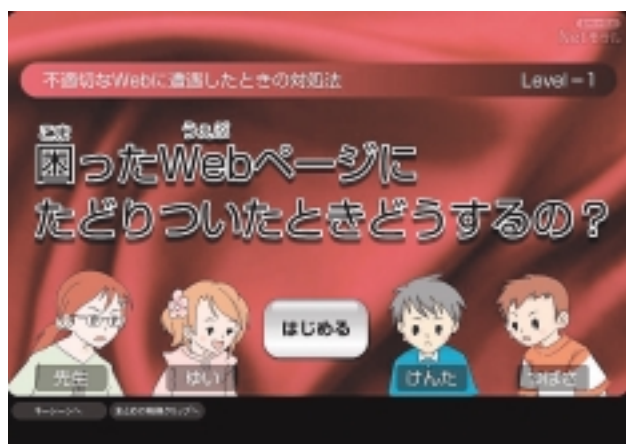 不適切なWebに遭遇したときの対処法
Level-1
こま
うぇぶ
困ったWebページに
たどりついたときどうするの?
はじめる
先生
ゆい
けんた
つばさ